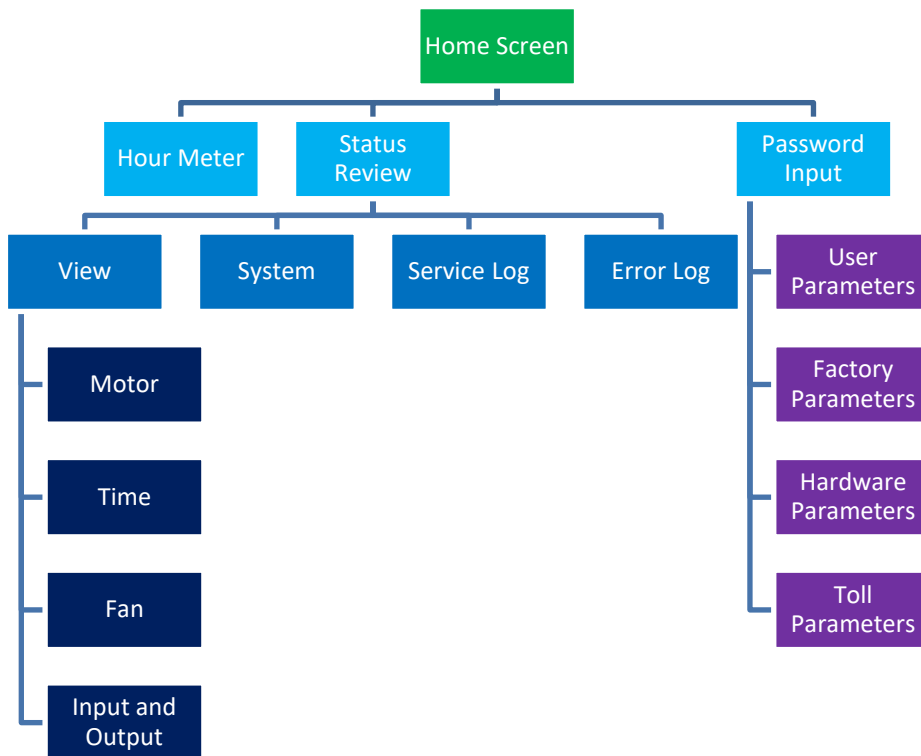 Home Screen
Hour Meter
Status
Review
Password
Input
View
System
Service Log
Error Log
User
Parameters
Motor
Factory
Parameters
Time
Hardware
Parameters
Fan
Toll
Parameters
Input and
Output